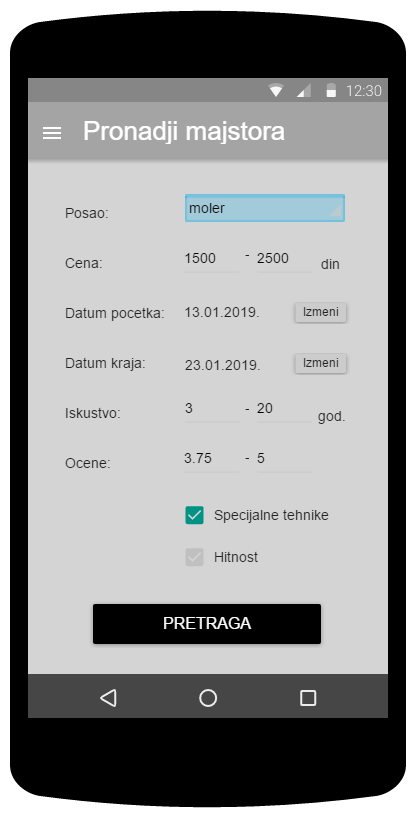 12:30
Pronadji majstora
Posao: moler
Cena: 1500 - 2500 din
Datum pocetka: 13.01.2019. Izmeni
Datum kraja: 23.01.2019. Izmeni
Iskustvo: 3 - 20 god.
Ocene: 3.75 - 5
Specijalne tehnike
Hitnost
PRETRAGA